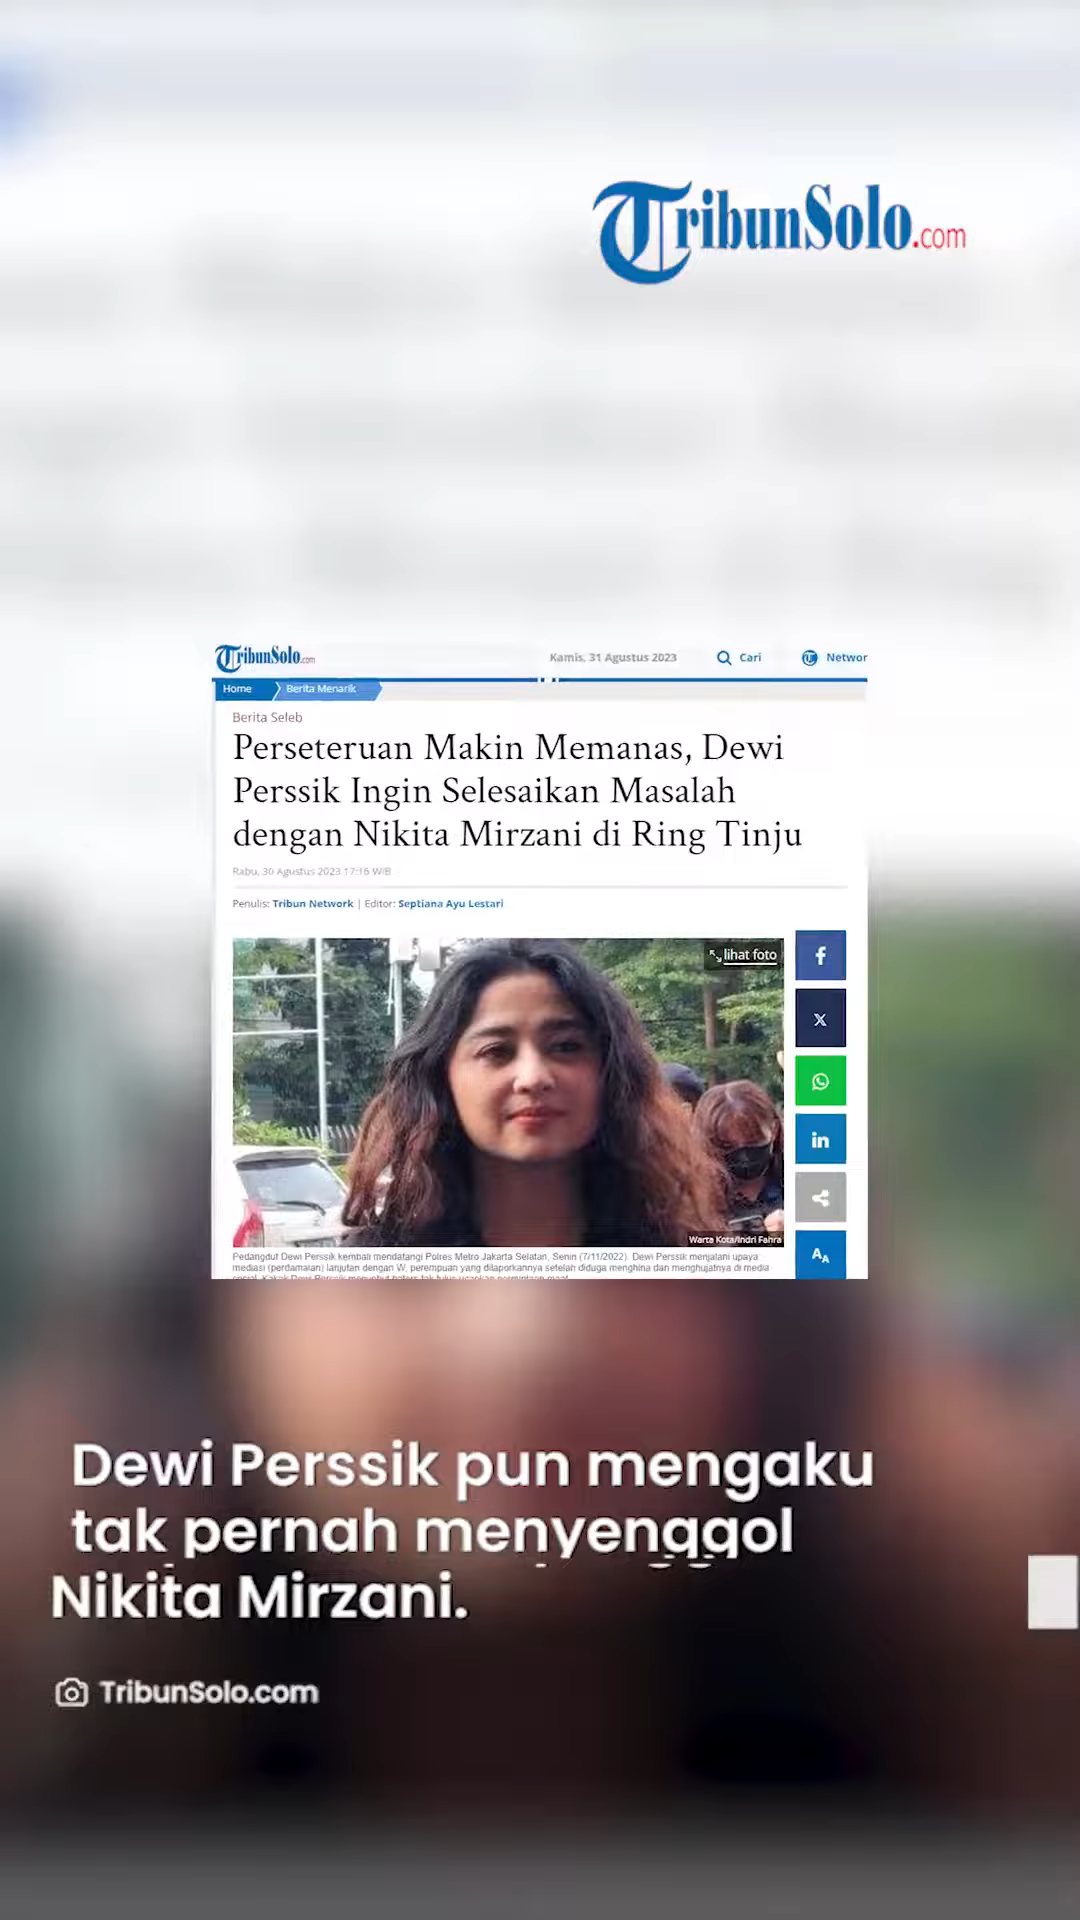 TribunSolo.com
TribunSolo.com
Kamis, 31 Agustus 2023
Cari
Networ
Home
Berita Menarik
Berita Seleb
Perseteruan Makin Memanas, Dewi
Perssik Ingin Selesaikan Masalah
dengan Nikita Mirzani di Ring Tinju
Rabu, 30 Agustus 2023 17:16 WIB
Penulis: Tribun Network | Editor: Septiana Ayu Lestari
lihat foto
Warta Kota/Indri Fahra
Pedangdut Dewi Perssik kembali mendatangi Polres Metro Jakarta Selatan, Senin (7/11/2022). Dewi Perssik menjalani upaya
mediasi (perdamaian) lanjutan dengan W, perempuan yang dilaporkannya setelah diduga menghina dan menghujatnya di media
Dewi Perssik pun mengaku
tak pernah menyenggol
Nikita Mirzani.
TribunSolo.com